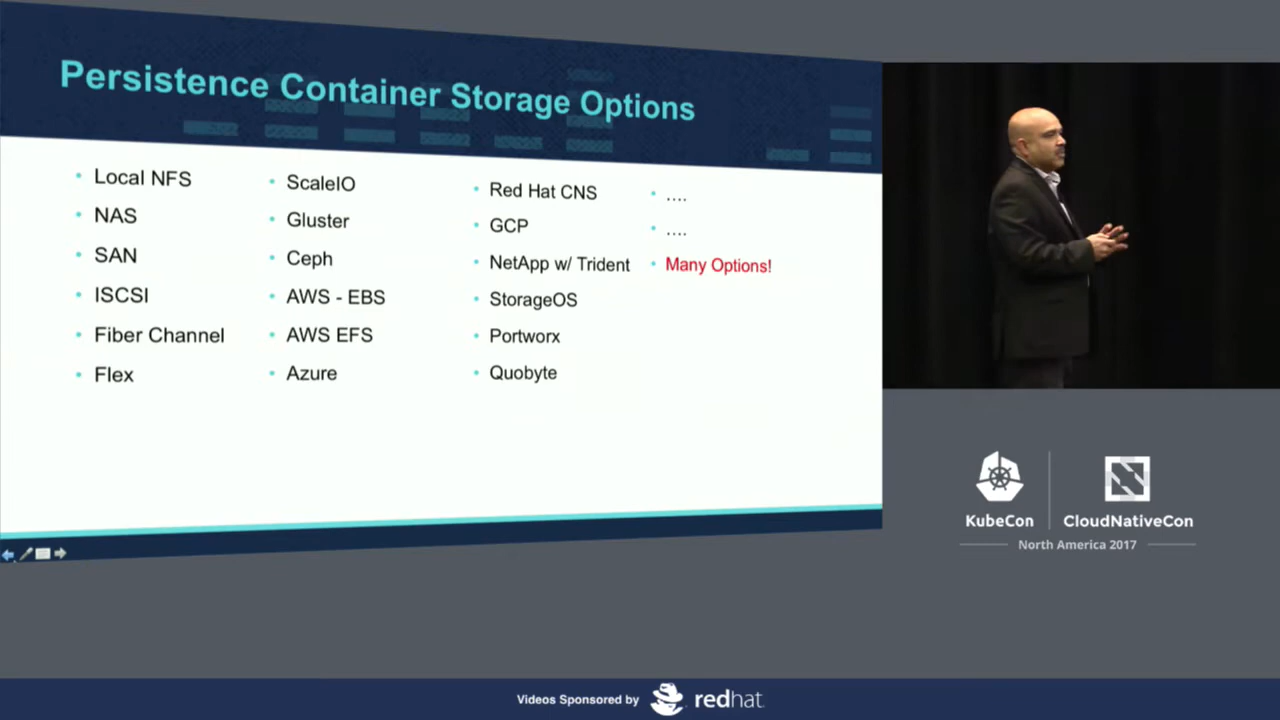 Persistence Container Storage Options
Local NFS
NAS
SAN
ISCSI
Fiber Channel
Flex
ScaleIO
Gluster
Ceph
AWS - EBS
AWS EFS
Azure
Red Hat CNS
GCP
NetApp w/ Trident
StorageOS
Portworx
Quobyte
....
....
Many Options!
KubeCon
CloudNativeCon
North America 2017
Videos Sponsored by
redhat